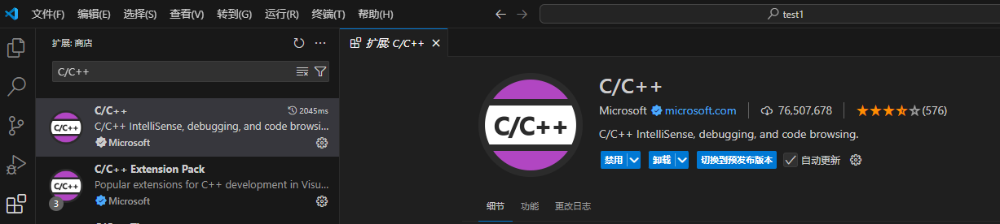 文件(F) 编辑(E) 选择(S) 查看(V) 转到(G) 运行(R) 终端(T) 帮助(H) test1
扩展: 商店
C/C++
C/C++ 2045ms
C/C++ IntelliSense, debugging, and code browsi...
Microsoft
C/C++ Extension Pack
Popular extensions for C++ development in Visu...
Microsoft
3
扩展: C/C++
C/C++
C/C++
Microsoft microsoft.com 76,507,678 (576)
C/C++ IntelliSense, debugging, and code browsing.
禁用 卸载 切换到预发布版本 自动更新
细节 功能 更改日志